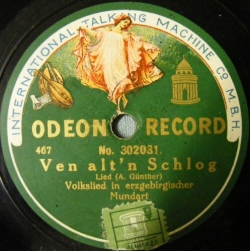 INTERNATIONAL TALKING MACHINE Co. M.B.H.
ODEON RECORD
467 No. 302031.
Ven alt'n Schlog
Lied (A. Günther)
Volkslied in erzgebirgischer
Mundart